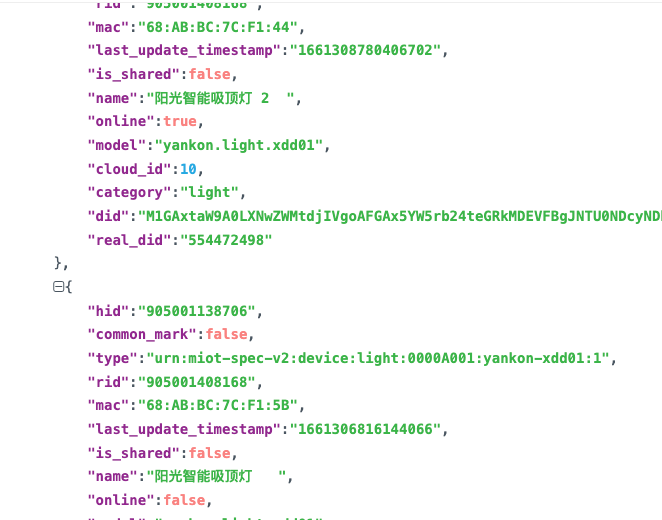 "rid":"905001408168",
"mac":"68:AB:BC:7C:F1:44",
"last_update_timestamp":"1661308780406702",
"is_shared":false,
"name":"阳光智能吸顶灯 2  ",
"online":true,
"model":"yankon.light.xdd01",
"cloud_id":10,
"category":"light",
"did":"M1GAxtaW9A0LXNwZWMtdjIVgoAFGAx5YW5rb24teGRkMDEVFBgJNTU0NDcyNDk
"real_did":"554472498"
},
{
"hid":"905001138706",
"common_mark":false,
"type":"urn:miot-spec-v2:device:light:0000A001:yankon-xdd01:1",
"rid":"905001408168",
"mac":"68:AB:BC:7C:F1:5B",
"last_update_timestamp":"1661306816144066",
"is_shared":false,
"name":"阳光智能吸顶灯   ",
"online":false,